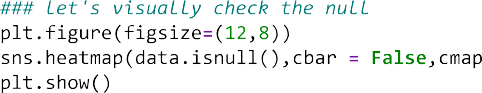 ### let's visually check the null
plt.figure(figsize=(12,8))
sns.heatmap(data.isnull(),cbar = False,cmap
plt.show()